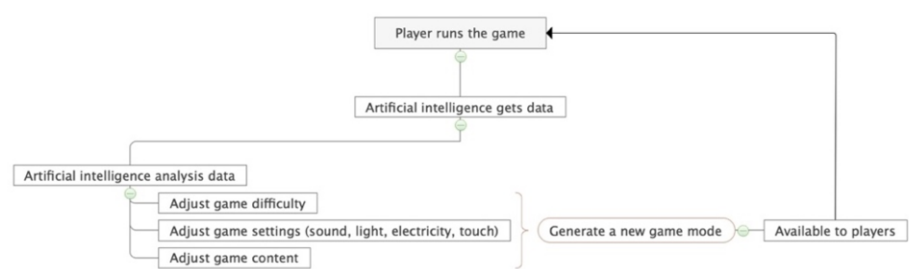 Player runs the game
Artificial intelligence gets data
Artificial intelligence analysis data
Adjust game difficulty
Adjust game settings (sound, light, electricity, touch)
Generate a new game mode
Available to players
Adjust game content